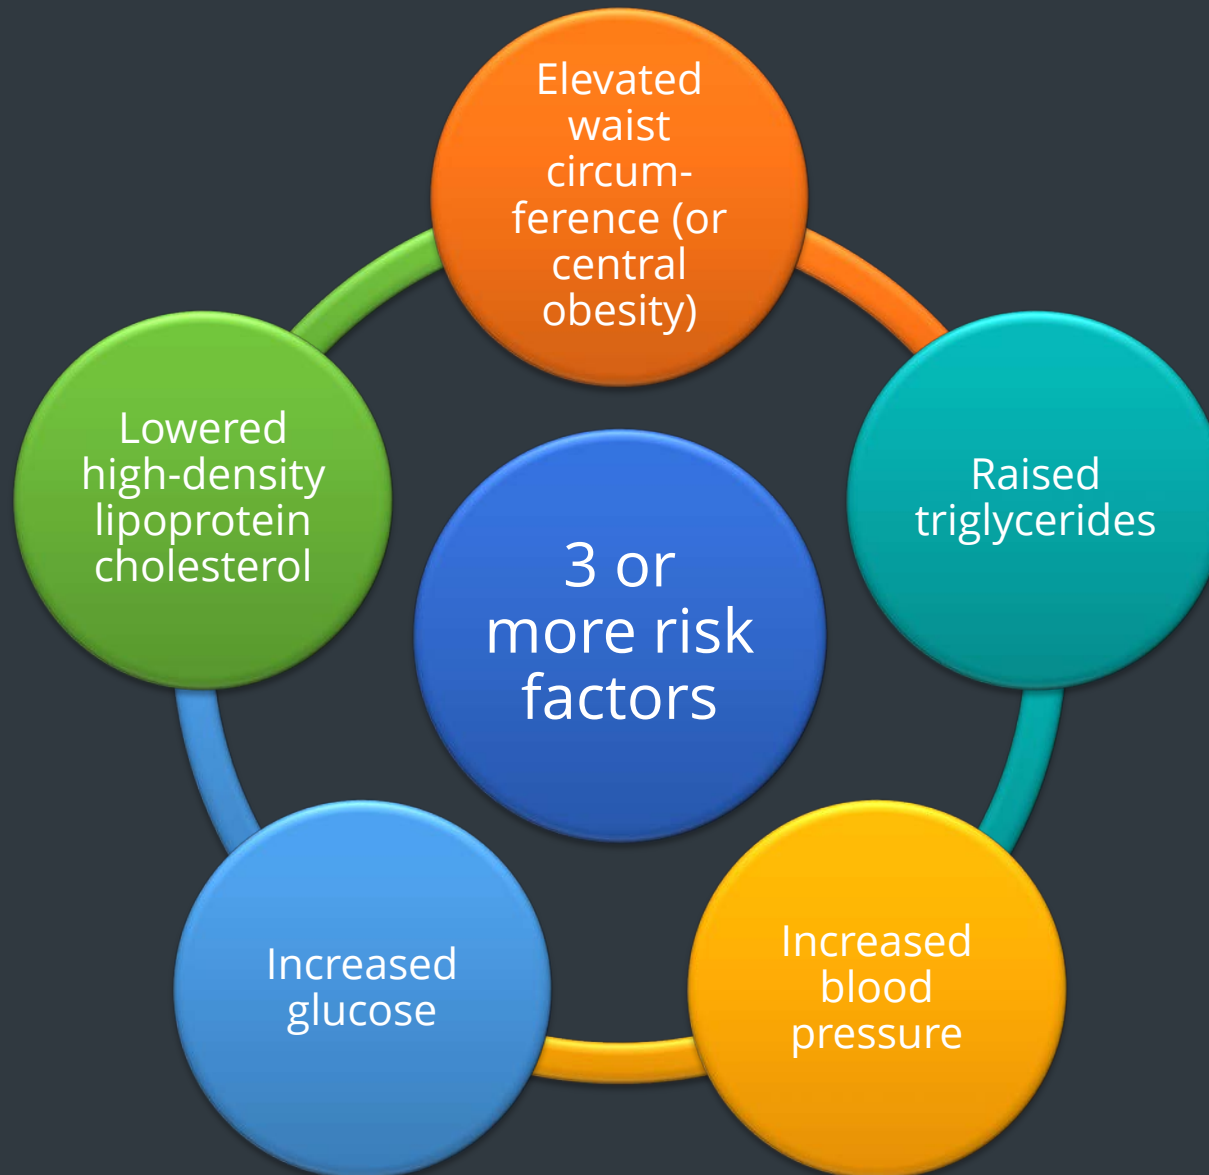 Elevated
waist
circum-
ference (or
central
obesity)
Raised
triglycerides
Increased
blood
pressure
Increased
glucose
Lowered
high-density
lipoprotein
cholesterol
3 or
more risk
factors